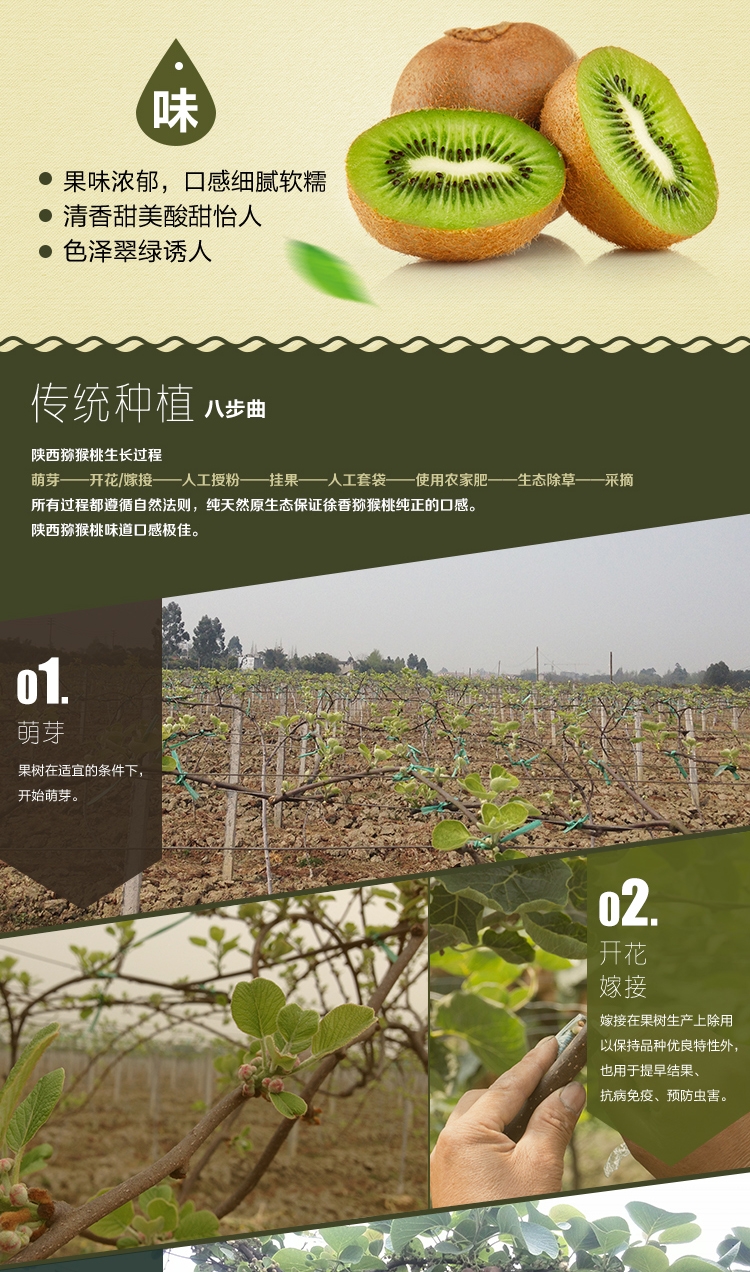 味
果味浓郁，口感细腻软糯
清香甜美酸甜怡人
色泽翠绿诱人
传统种植 八步曲
陕西猕猴桃生长过程
萌芽——开花/嫁接——人工授粉——挂果——人工套袋——使用农家肥——生态除草——采摘
所有过程都遵循自然法则，纯天然原生态保证徐香猕猴桃纯正的口感。
陕西猕猴桃味道口感极佳。
01.
萌芽
果树在适宜的条件下，
开始萌芽。
02.
开花
嫁接
嫁接在果树生产上除用
以保持品种优良特性外，
也用于提早结果、
抗病免疫、预防虫害。